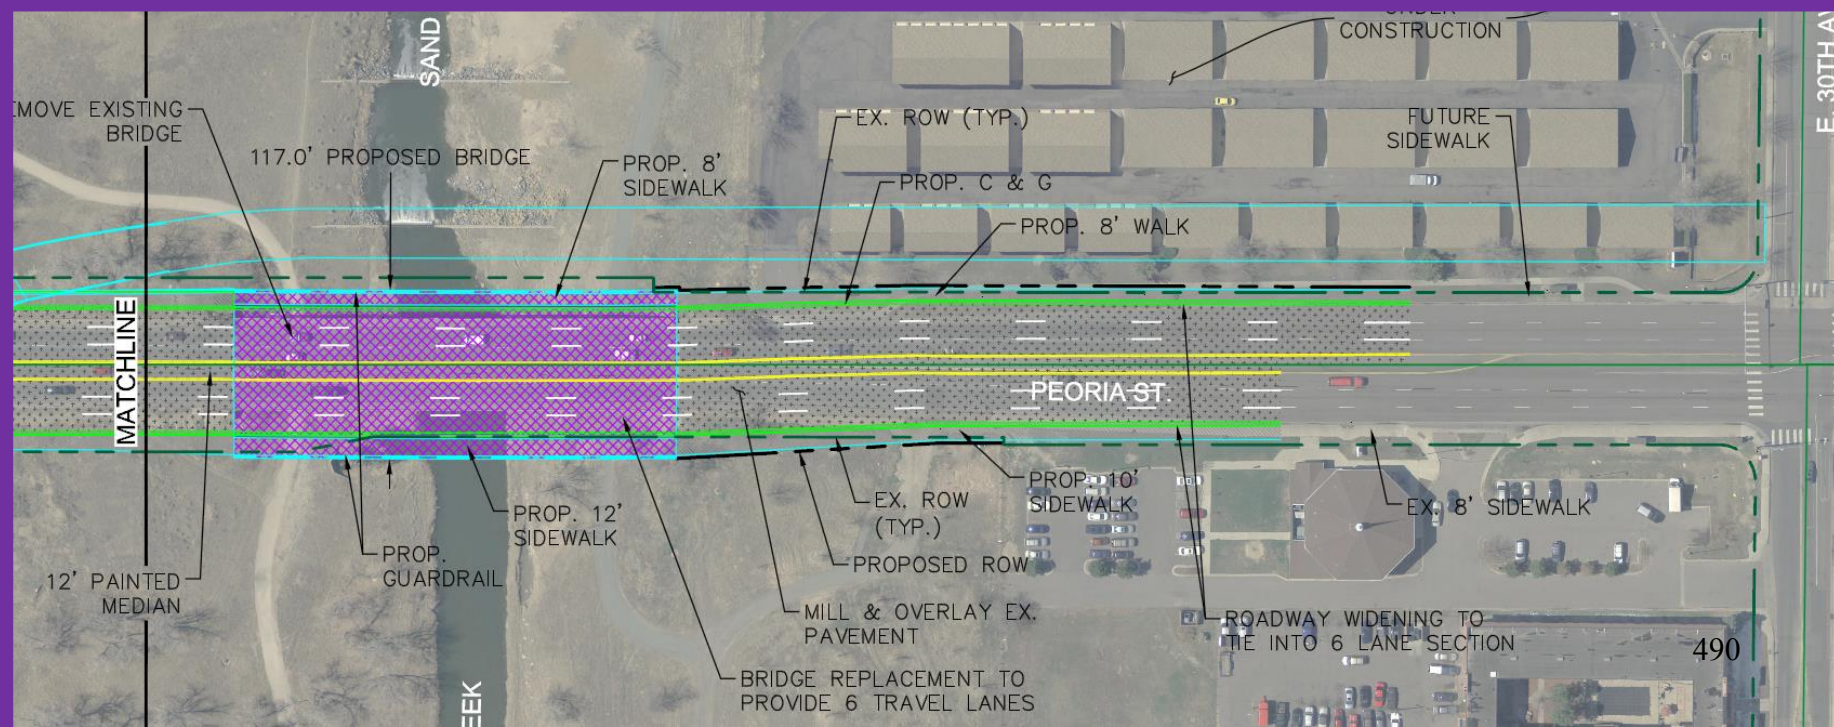 CONSTRUCTION
SAND
E. 30TH AV
EMOVE EXISTING
BRIDGE
117.0' PROPOSED BRIDGE
PROP. 8'
SIDEWALK
EX. ROW (TYP.)
PROP. C & G
PROP. 8' WALK
FUTURE
SIDEWALK
MATCHLINE
PEORIA ST.
12' PAINTED
MEDIAN
PROP.
GUARDRAIL
PROP. 12'
SIDEWALK
EX. ROW
(TYP.)
PROP. 10'
SIDEWALK
EX. 8' SIDEWALK
PROPOSED ROW
MILL & OVERLAY EX.
PAVEMENT
ROADWAY WIDENING TO
TIE INTO 6 LANE SECTION
BRIDGE REPLACEMENT TO
PROVIDE 6 TRAVEL LANES
EEK
490